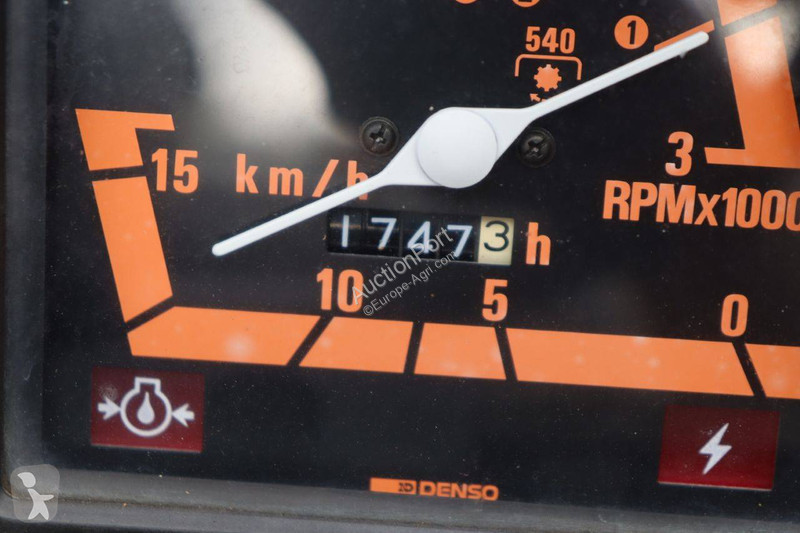 540
1
15 km/h
3
RPMx1000
17473 h
10
5
0
AuctionPort
©Europe-Agri.com
DENSO